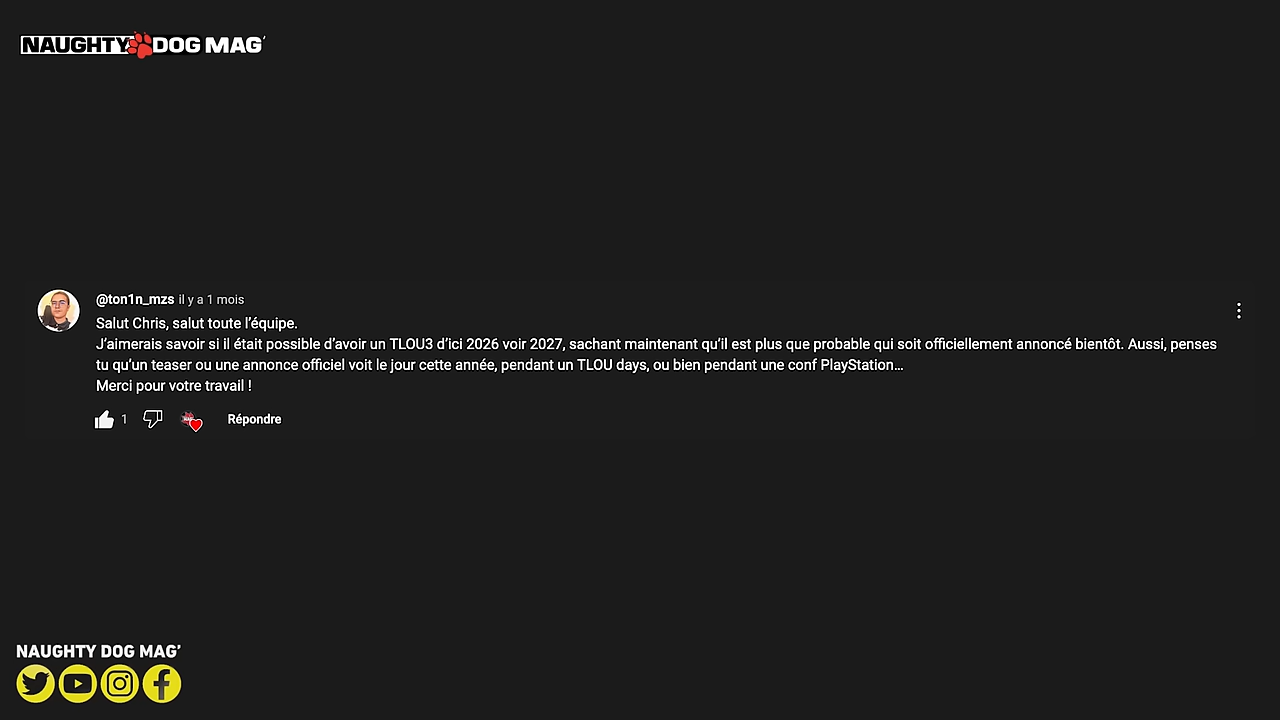 NAUGHTY DOG MAG'
@ton1n_mzs il y a 1 mois
Salut Chris, salut toute l’équipe.
J’aimerais savoir si il était possible d’avoir un TLOU3 d’ici 2026 voir 2027, sachant maintenant qu’il est plus que probable qui soit officiellement annoncé bientôt. Aussi, penses
tu qu’un teaser ou une annonce officiel voit le jour cette année, pendant un TLOU days, ou bien pendant une conf PlayStation…
Merci pour votre travail !
1
Répondre
NAUGHTY DOG MAG'